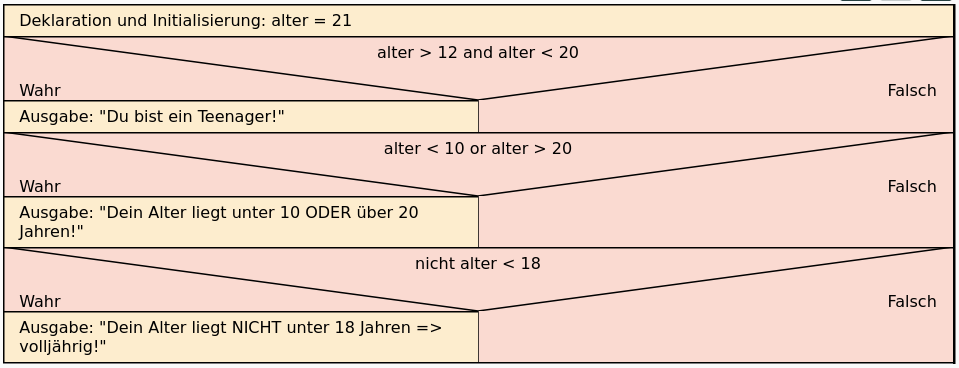 Deklaration und Initialisierung: alter = 21
alter > 12 and alter < 20
Wahr
Falsch
Ausgabe: "Du bist ein Teenager!"
alter < 10 or alter > 20
Wahr
Falsch
Ausgabe: "Dein Alter liegt unter 10 ODER über 20
Jahren!"
nicht alter < 18
Wahr
Falsch
Ausgabe: "Dein Alter liegt NICHT unter 18 Jahren =>
volljährig!"